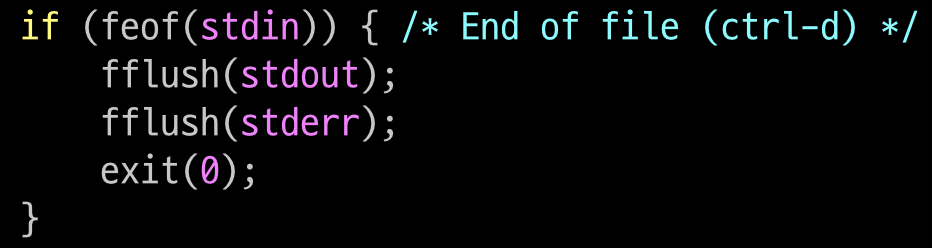 if (feof(stdin)) { /* End of file (ctrl-d) */
    fflush(stdout);
    fflush(stderr);
    exit(0);
}